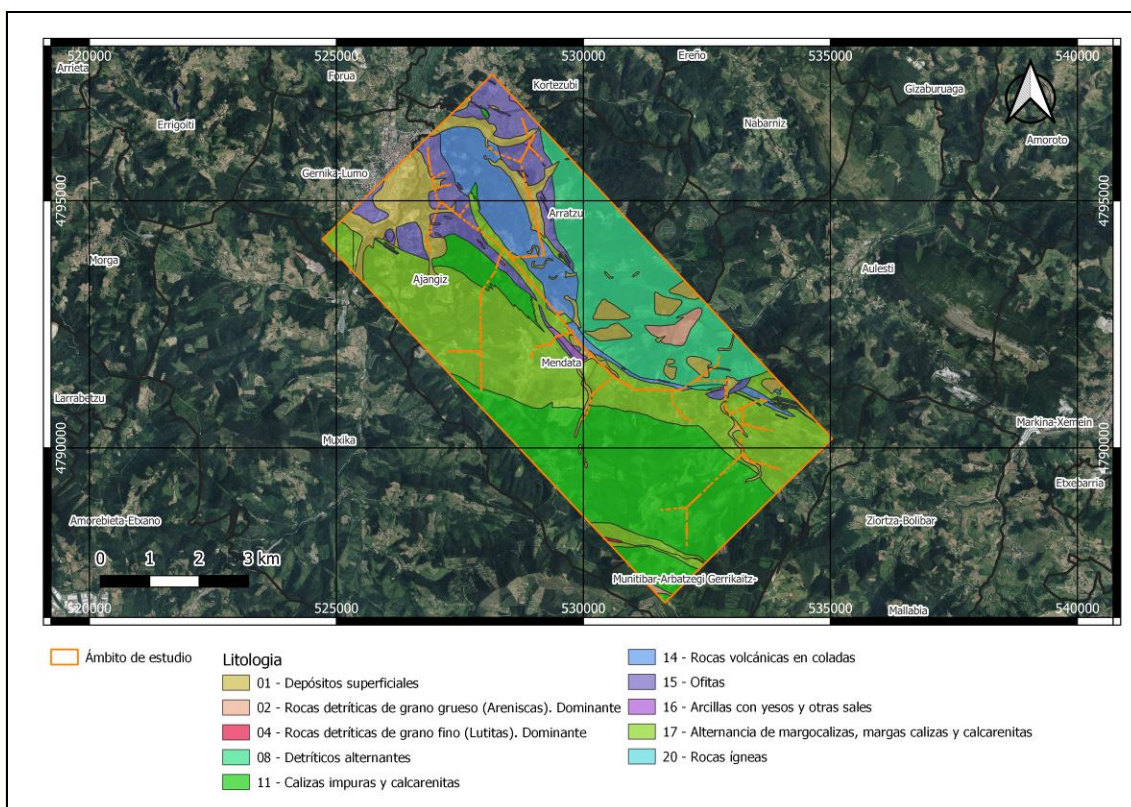 520000
525000
530000
535000
540000
Arrieta
Forua
Ereño
Kortezubi
Gizaburuaga
Errigoiti
Nabarniz
Amoroto
Gernika-Lumo
4795000
4795000
Arratzu
Morga
Aulesti
Ajangiz
Mendata
Larrabetzu
Markina-Xemein
Muxika
4790000
4790000
Etxebarria
Amorebieta-Etxano
Ziortza-Bolibar
0 1 2 3 km
Munitibar-Arbatzegi Gerrikaitz-
Mallabia
520000
525000
530000
535000
540000
Ámbito de estudio
Litologia
01 - Depósitos superficiales
02 - Rocas detríticas de grano grueso (Areniscas). Dominante
04 - Rocas detríticas de grano fino (Lutitas). Dominante
08 - Detríticos alternantes
11 - Calizas impuras y calcarenitas
14 - Rocas volcánicas en coladas
15 - Ofitas
16 - Arcillas con yesos y otras sales
17 - Alternancia de margocalizas, margas calizas y calcarenitas
20 - Rocas ígneas